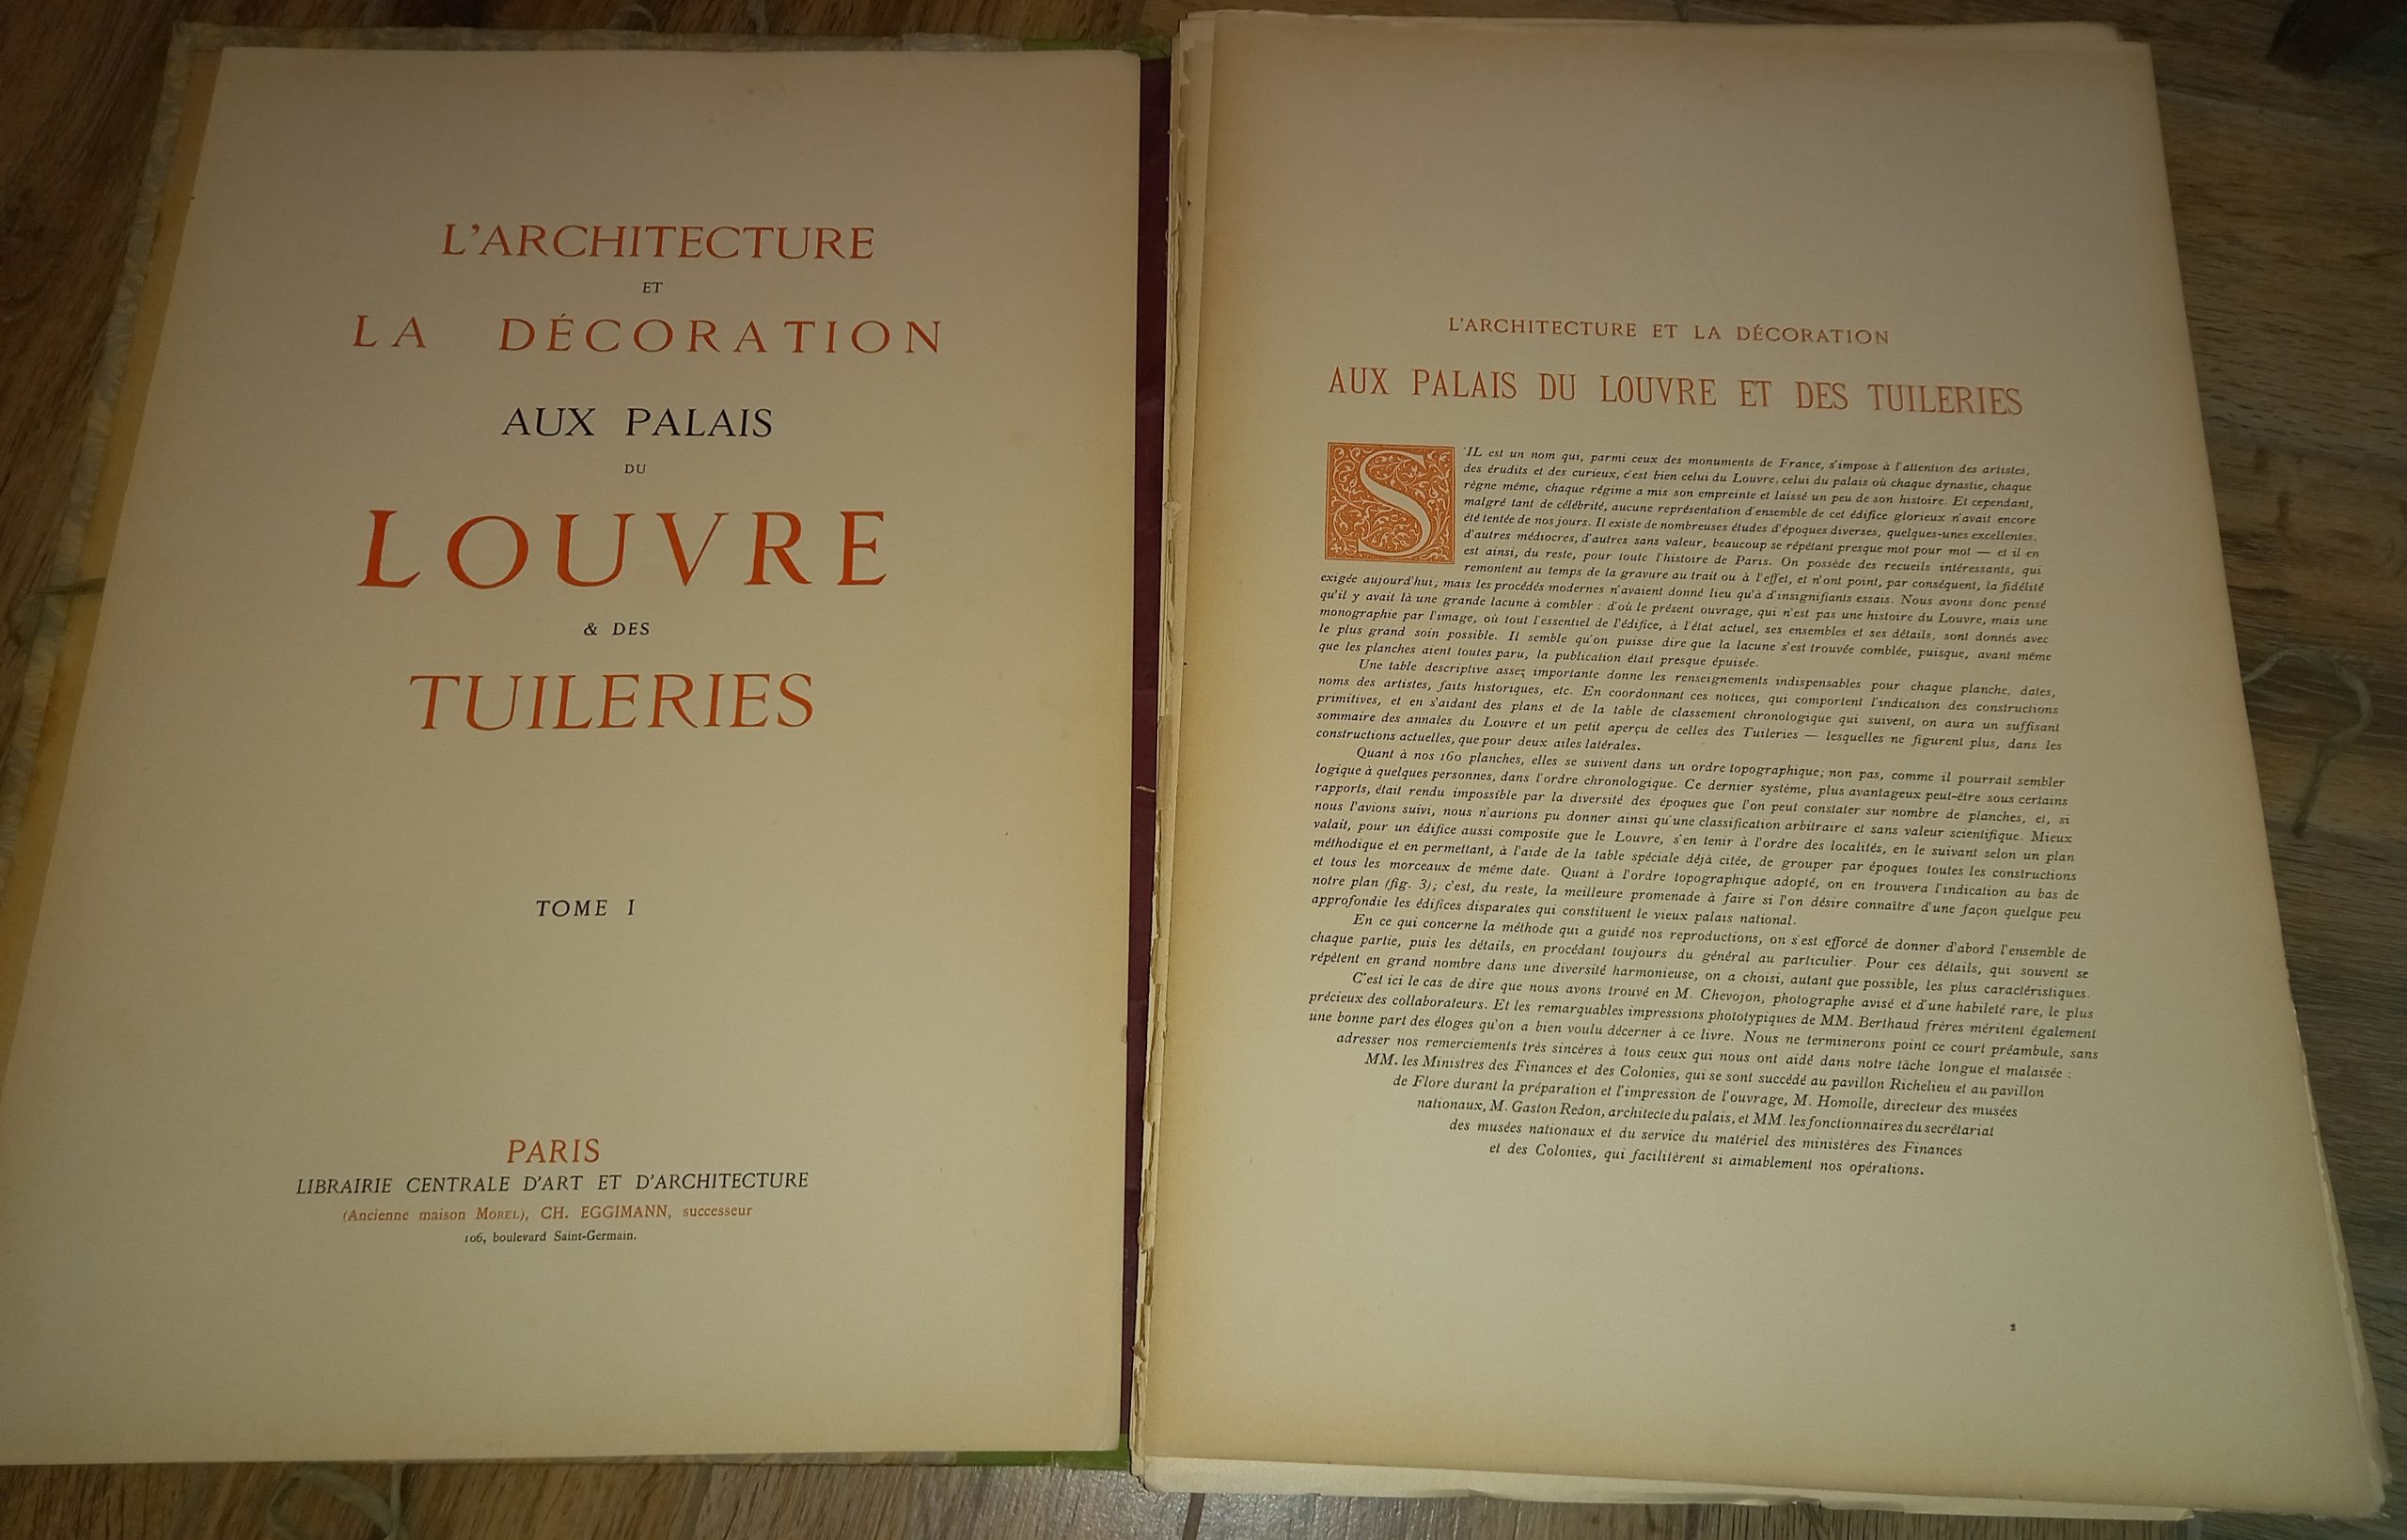 L'ARCHITECTURE
ET
LA DÉCORATION
AUX PALAIS
DU
LOUVRE
& DES
TUILERIES
TOME I
PARIS
LIBRAIRIE CENTRALE D'ART ET D'ARCHITECTURE
(Ancienne maison MOREL), CH. EGGIMANN, successeur
106, boulevard Saint-Germain.
L'ARCHITECTURE ET LA DÉCORATION
AUX PALAIS DU LOUVRE ET DES TUILERIES
S'IL est un nom qui, parmi ceux des monuments de France, s'impose à l'attention des artistes,
des érudits et des curieux, c'est bien celui du Louvre, celui du palais où chaque dynastie, chaque
règne même, chaque régime a mis son empreinte et laissé un peu de son histoire. Et cependant,
malgré tant de célébrité, aucune représentation d'ensemble de cet édifice glorieux n'avait encore
été tentée de nos jours. Il existe de nombreuses études d'époques diverses, quelques-unes excellentes,
d'autres médiocres, d'autres sans valeur, beaucoup se répétant presque mot pour mot — et il en
est ainsi, du reste, pour toute l'histoire de Paris. On possède des recueils intéressants, qui
remontent au temps de la gravure au trait ou à l'effet, et n'ont point, par conséquent, la fidélité
exigée aujourd'hui; mais les procédés modernes n'avaient donné lieu qu'à d'insignifiants essais. Nous avons donc pensé
qu'il y avait là une grande lacune à combler : d'où le présent ouvrage, qui n'est pas une histoire du Louvre, mais une
monographie par l'image, où tout l'essentiel de l'édifice, à l'état actuel, ses ensembles et ses détails, sont donnés avec
le plus grand soin possible. Il semble qu'on puisse dire que la lacune s'est trouvée comblée, puisque, avant même
que les planches aient toutes paru, la publication était presque épuisée.
Une table descriptive assez importante donne les renseignements indispensables pour chaque planche, dates,
noms des artistes, faits historiques, etc. En coordonnant ces notices, qui comportent l'indication des constructions
primitives, et en s'aidant des plans et de la table de classement chronologique qui suivent, on aura un suffisant
sommaire des annales du Louvre et un petit aperçu de celles des Tuileries — lesquelles ne figurent plus, dans les
constructions actuelles, que pour deux ailes latérales.
Quant à nos 160 planches, elles se suivent dans un ordre topographique; non pas, comme il pourrait sembler
logique à quelques personnes, dans l'ordre chronologique. Ce dernier système, plus avantageux peut-être sous certains
rapports, était rendu impossible par la diversité des époques que l'on peut constater sur nombre de planches, et, si
nous l'avions suivi, nous n'aurions pu donner ainsi qu'une classification arbitraire et sans valeur scientifique. Mieux
valait, pour un édifice aussi composite que le Louvre, s'en tenir à l'ordre des localités, en le suivant selon un plan
méthodique et en permettant, à l'aide de la table spéciale déjà citée, de grouper par époques toutes les constructions
et tous les morceaux de même date. Quant à l'ordre topographique adopté, on en trouvera l'indication au bas de
notre plan (fig. 3); c'est, du reste, la meilleure promenade à faire si l'on désire connaître d'une façon quelque peu
approfondie les édifices disparates qui constituent le vieux palais national.
En ce qui concerne la méthode qui a guidé nos reproductions, on s'est efforcé de donner d'abord l'ensemble de
chaque partie, puis les détails, en procédant toujours du général au particulier. Pour ces détails, qui souvent se
répètent en grand nombre dans une diversité harmonieuse, on a choisi, autant que possible, les plus caractéristiques.
C'est ici le cas de dire que nous avons trouvé en M. Chevojon, photographe avisé et d'une habileté rare, le plus
précieux des collaborateurs. Et les remarquables impressions phototypiques de MM. Berthaud frères méritent également
une bonne part des éloges qu'on a bien voulu décerner à ce livre. Nous ne terminerons point ce court préambule, sans
adresser nos remerciements très sincères à tous ceux qui nous ont aidé dans notre tâche longue et malaisée :
MM. les Ministres des Finances et des Colonies, qui se sont succédé au pavillon Richelieu et au pavillon
de Flore durant la préparation et l'impression de l'ouvrage, M. Homolle, directeur des musées
nationaux, M. Gaston Redon, architecte du palais, et MM. les fonctionnaires du secrétariat
des musées nationaux et du service du matériel des ministères des Finances
et des Colonies, qui facilitèrent si aimablement nos opérations.